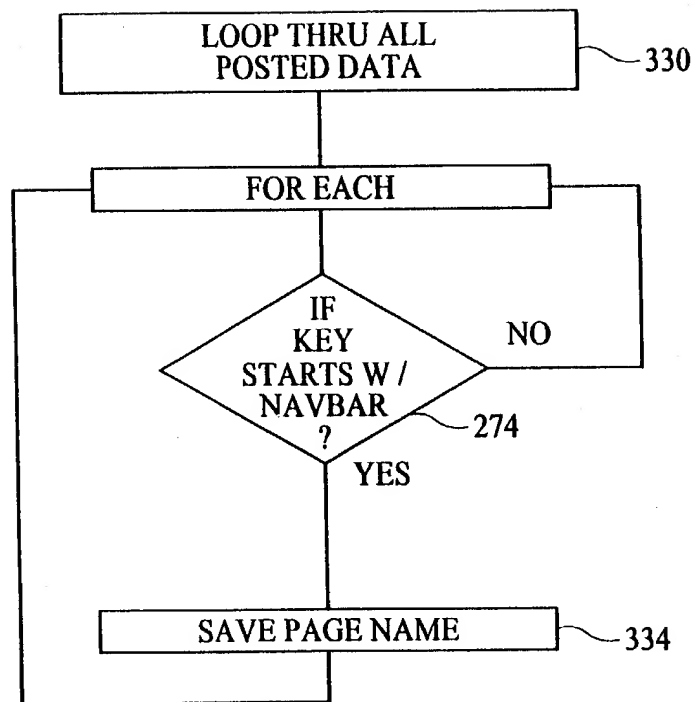 LOOP THRU ALL
POSTED DATA
330
FOR EACH
IF
KEY
STARTS W /
NAVBAR
?
NO
274
YES
SAVE PAGE NAME
334